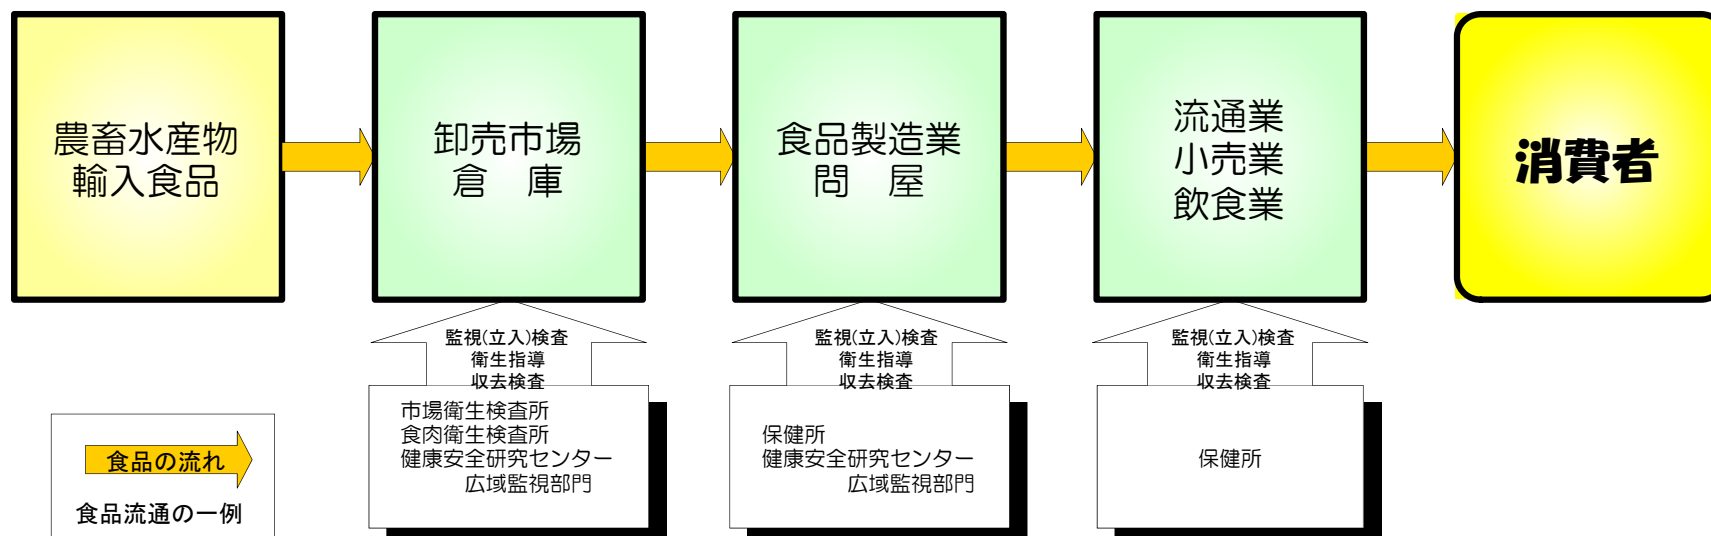 農畜水産物
輸入食品
卸売市場
倉　庫
食品製造業
問　屋
流通業
小売業
飲食業
消費者
監視(立入)検査
衛生指導
収去検査
監視(立入)検査
衛生指導
収去検査
監視(立入)検査
衛生指導
収去検査
市場衛生検査所
食肉衛生検査所
健康安全研究センター
広域監視部門
保健所
健康安全研究センター
広域監視部門
保健所
食品の流れ
食品流通の一例